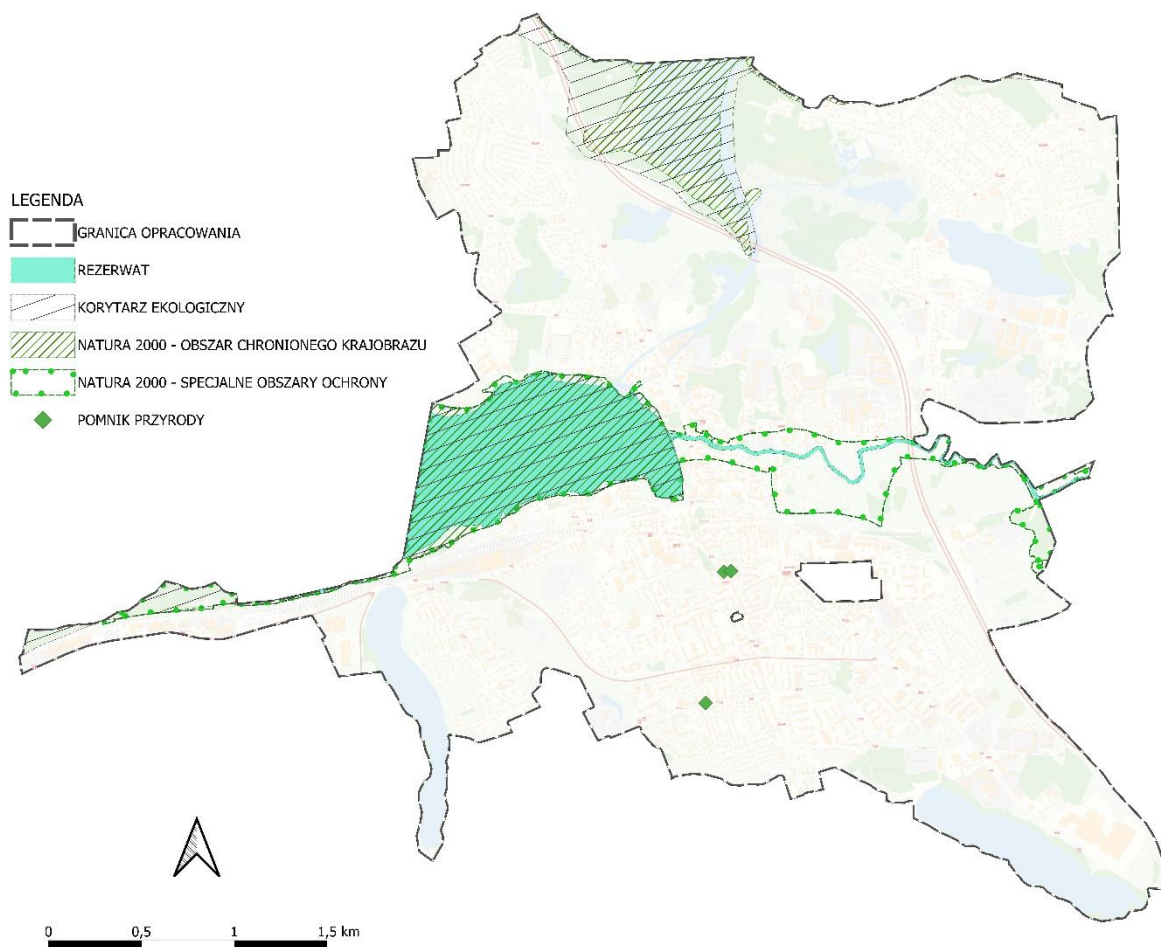 LEGENDA
GRANICA OPRACOWANIA
REZERWAT
KORYTARZ EKOLOGICZNY
NATURA 2000 - OBSZAR CHRONIONEGO KRAJOBRAZU
NATURA 2000 - SPECJALNE OBSZARY OCHRONY
POMNIK PRZYRODY
0 0,5 1 1,5 km